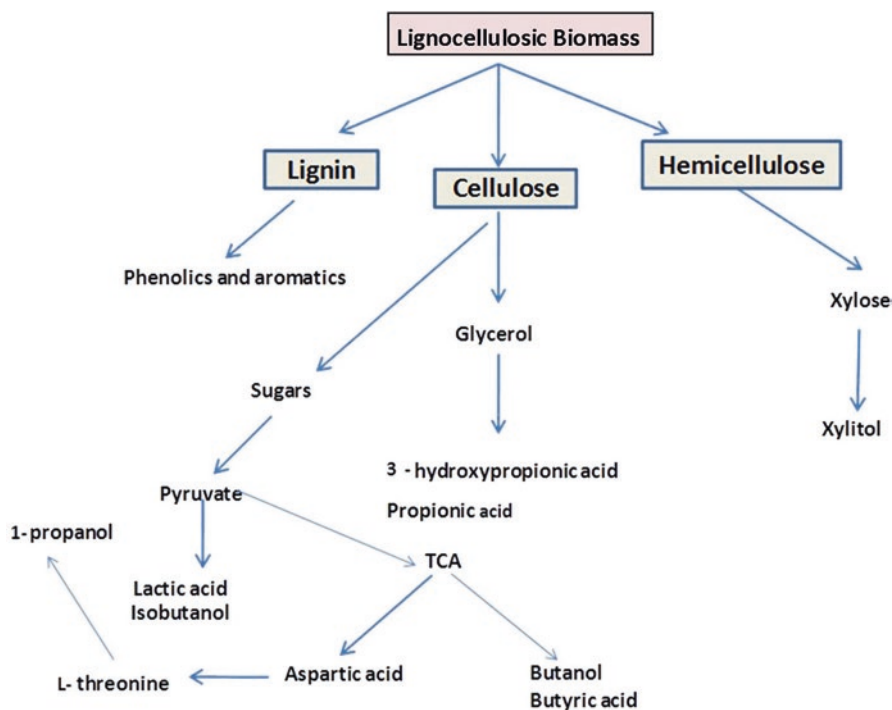 Lignocellulosic Biomass
Lignin
Cellulose
Hemicellulose
Phenolics and aromatics
Xylose
Glycerol
Sugars
Xylitol
3 - hydroxypropionic acid
Pyruvate
Propionic acid
1-propanol
TCA
Lactic acid
Isobutanol
L- threonine
Aspartic acid
Butanol
Butyric acid